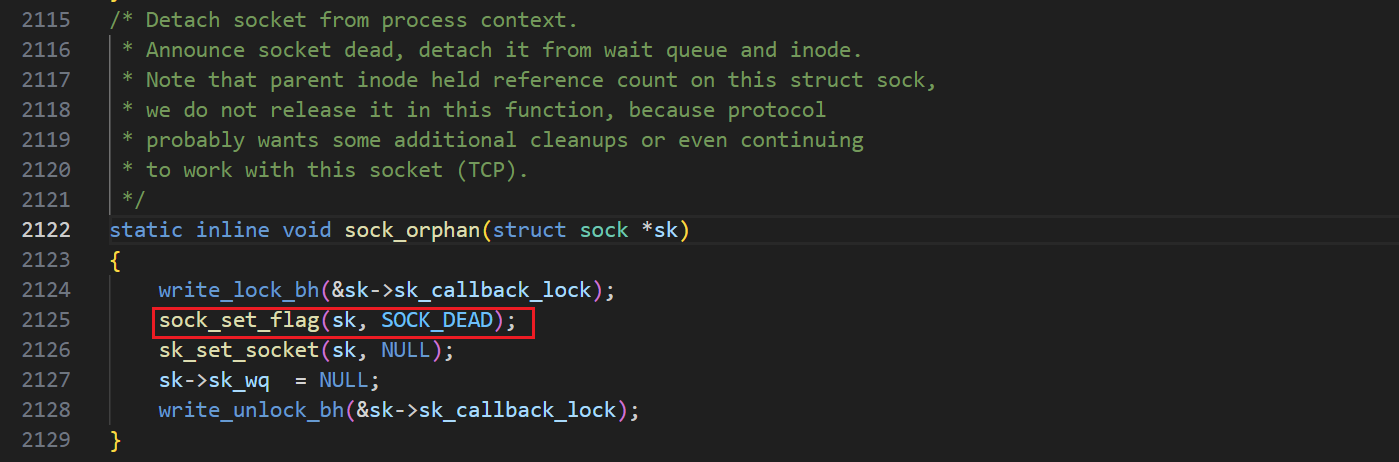 2115 /* Detach socket from process context.
2116  * Announce socket dead, detach it from wait queue and inode.
2117  * Note that parent inode held reference count on this struct sock,
2118  * we do not release it in this function, because protocol
2119  * probably wants some additional cleanups or even continuing
2120  * to work with this socket (TCP).
2121  */
2122 static inline void sock_orphan(struct sock *sk)
2123 {
2124     write_lock_bh(&sk->sk_callback_lock);
2125     sock_set_flag(sk, SOCK_DEAD);
2126     sk_set_socket(sk, NULL);
2127     sk->sk_wq  = NULL;
2128     write_unlock_bh(&sk->sk_callback_lock);
2129 }